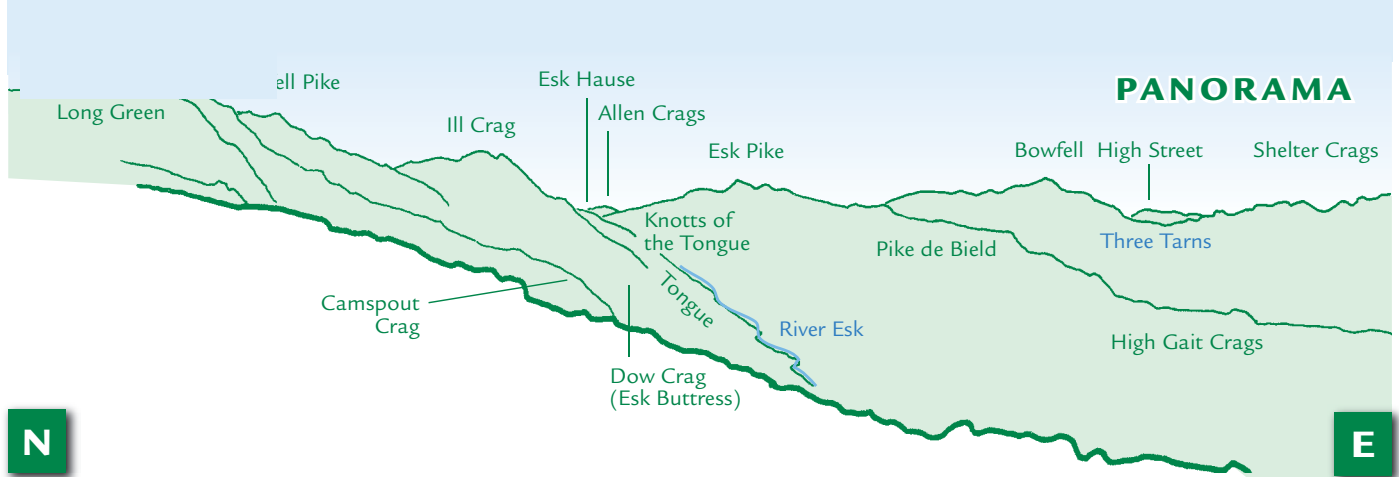 ell Pike
Esk Hause
PANORAMA
Long Green
Allen Crags
Ill Crag
Esk Pike
Bowfell
High Street
Shelter Crags
Knotts of
the Tongue
Three Tarns
Pike de Bield
Tongue
Camspout
Crag
River Esk
High Gait Crags
Dow Crag
(Esk Buttress)
N
E